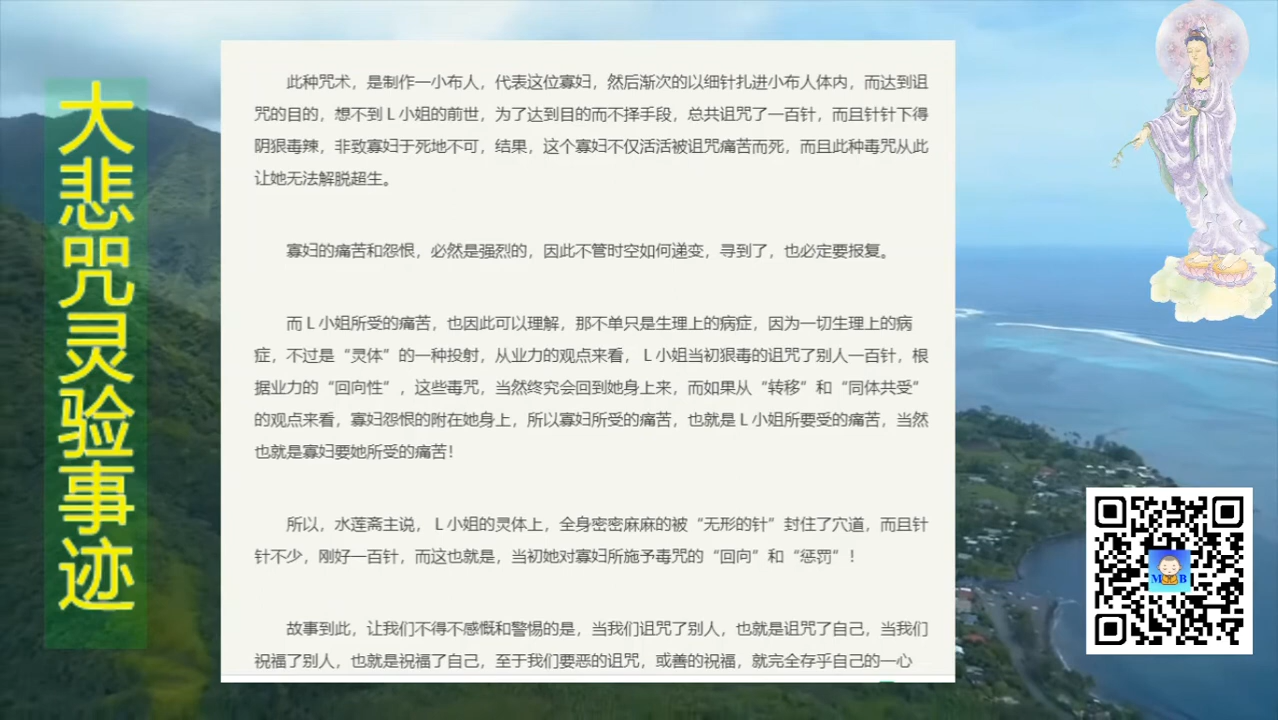 大悲咒灵验事迹
此种咒术，是制作一小布人，代表这位寡妇，然后渐次的以细针扎进小布人体内，而达到诅
咒的目的，想不到 L 小姐的前世，为了达到目的而不择手段，总共诅咒了一百针，而且针针下得
阴狠毒辣，非致寡妇于死地不可，结果，这个寡妇不仅活活被诅咒痛苦而死，而且此种毒咒从此
让她无法解脱超生。
寡妇的痛苦和怨恨，必然是强烈的，因此不管时空如何递变，寻到了，也必定要报复。
而 L 小姐所受的痛苦，也因此可以理解，那不单只是生理上的病症，因为一切生理上的病
症，不过是“灵体”的一种投射，从业力的观点来看， L 小姐当初狠毒的诅咒了别人一百针，根
据业力的“回向性”，这些毒咒，当然终究会回到她身上来，而如果从“转移”和“同体共受”
的观点来看，寡妇怨恨的附在她身上，所以寡妇所受的痛苦，也就是 L 小姐所要受的痛苦，当然
也就是寡妇要她所受的痛苦！
所以，水莲斋主说， L 小姐的灵体上，全身密密麻麻的被“无形的针”封住了穴道，而且针
针不少，刚好一百针，而这也就是，当初她对寡妇所施予毒咒的“回向”和“惩罚”！
故事到此，让我们不得不感慨和警惕的是，当我们诅咒了别人，也就是诅咒了自己，当我们
祝福了别人，也就是祝福了自己，至于我们要恶的诅咒，或善的祝福，就完全存乎自己的一心
M B